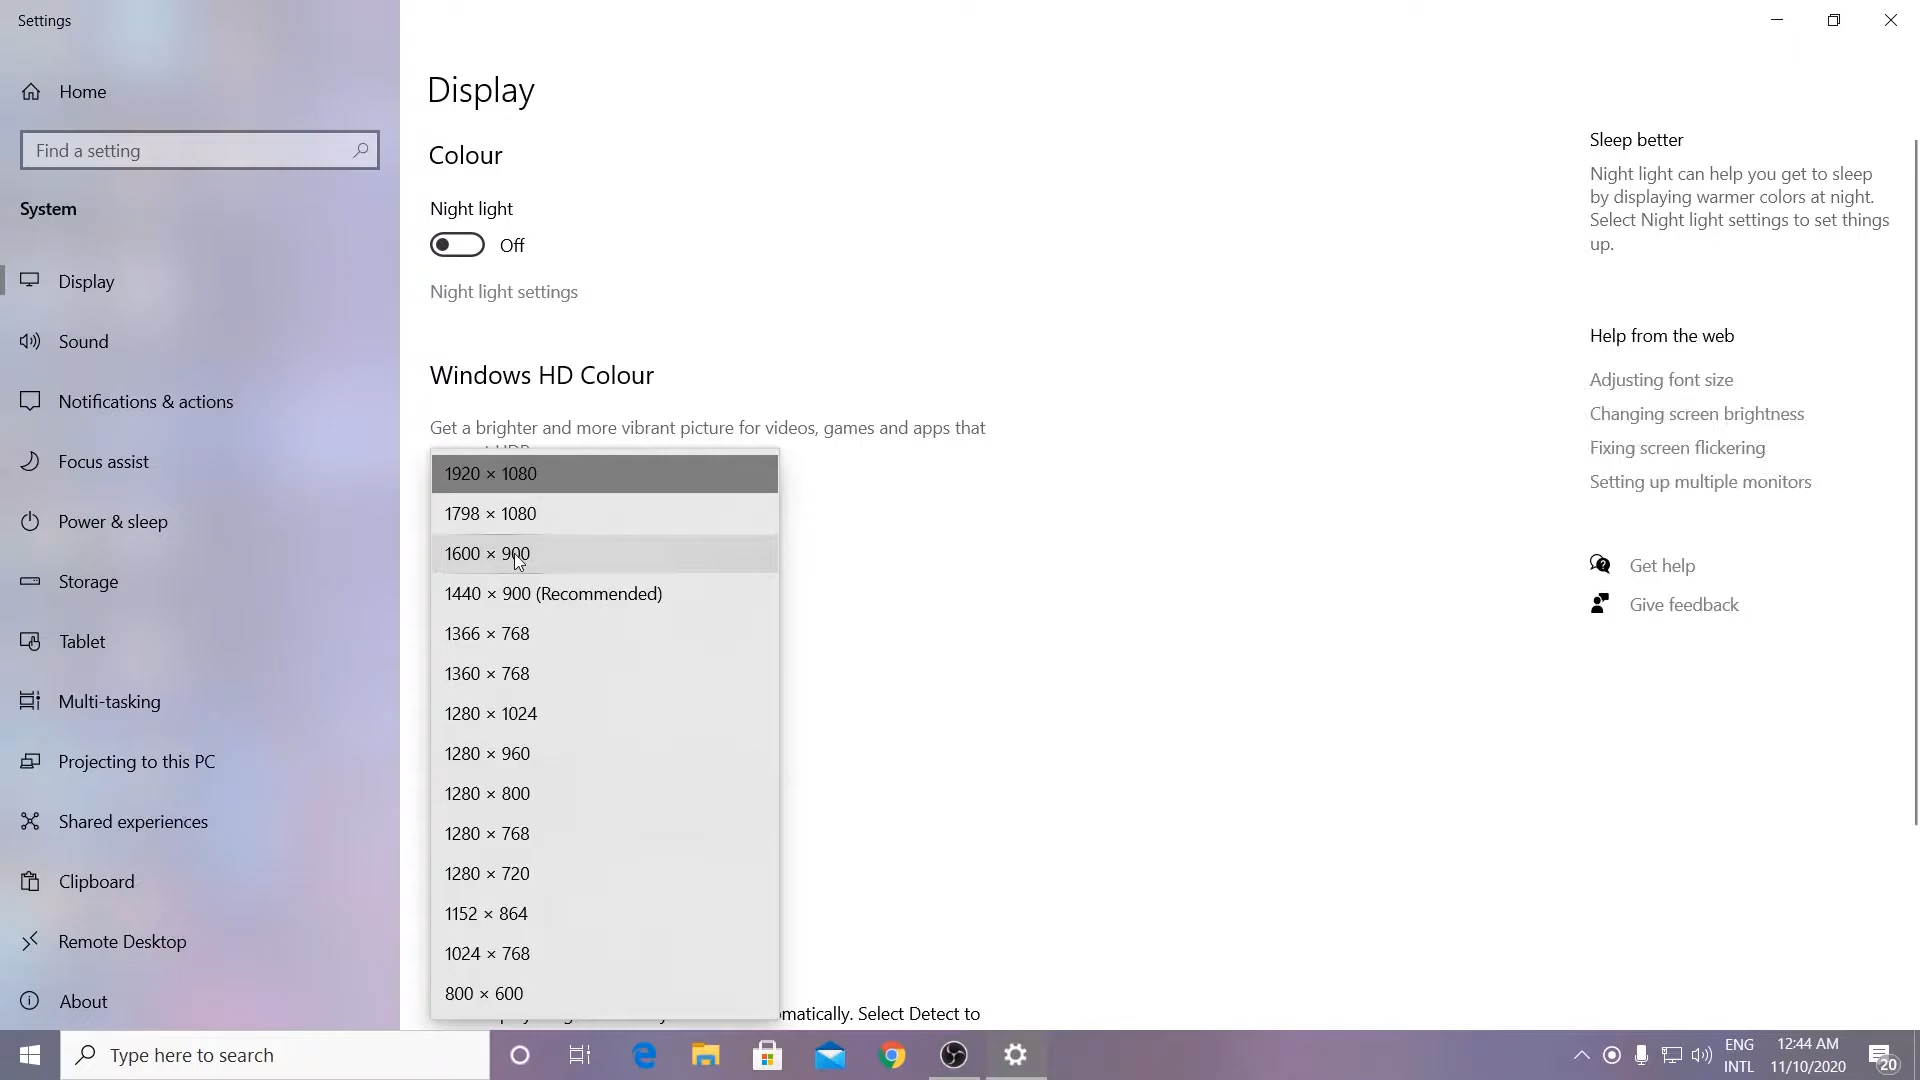 Settings
Home
Find a setting
System
Display
Sound
Notifications & actions
Focus assist
Power & sleep
Storage
Tablet
Multi-tasking
Projecting to this PC
Shared experiences
Clipboard
Remote Desktop
About
Display
Colour
Night light
Off
Night light settings
Windows HD Colour
Get a brighter and more vibrant picture for videos, games and apps that
1920 × 1080
1798 × 1080
1600 × 900
1440 × 900 (Recommended)
1366 × 768
1360 × 768
1280 × 1024
1280 × 960
1280 × 800
1280 × 768
1280 × 720
1152 × 864
1024 × 768
800 × 600
Select Detect to
Sleep better
Night light can help you get to sleep
by displaying warmer colors at night.
Select Night light settings to set things
up.
Help from the web
Adjusting font size
Changing screen brightness
Fixing screen flickering
Setting up multiple monitors
Get help
Give feedback
Type here to search
ENG
INTL
12:44 AM
11/10/2020
20